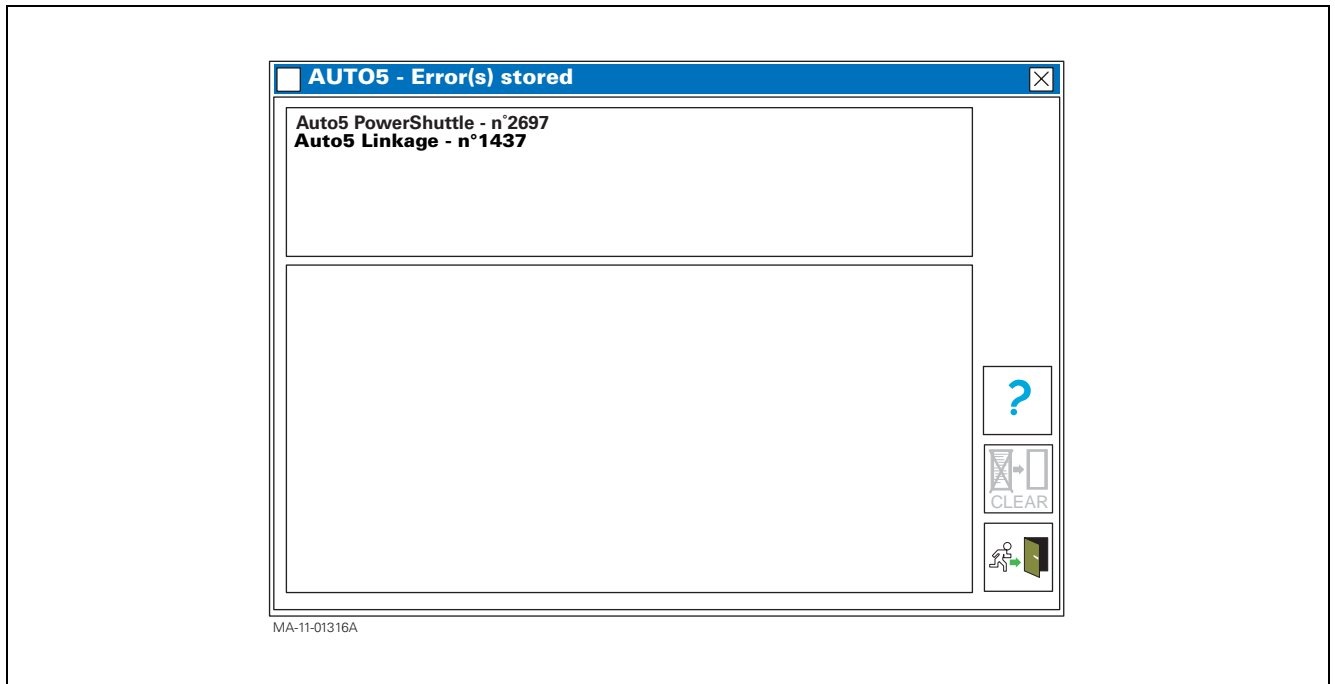 AUTO5 - Error(s) stored
Auto5 PowerShuttle - n°2697
Auto5 Linkage - n°1437
?
CLEAR
MA-11-01316A